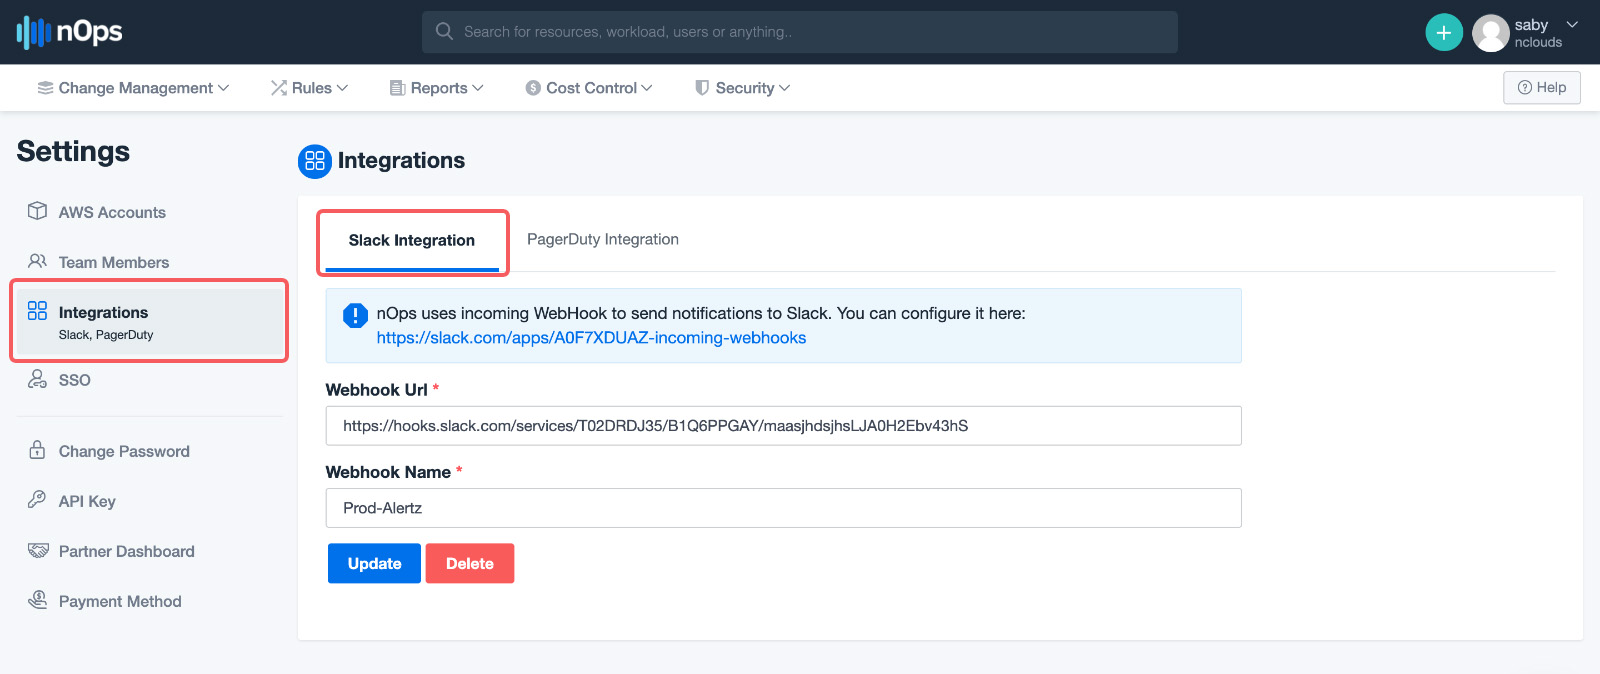 nOps
Search for resources, workload, users or anything..
saby
nclouds
Change Management
Rules
Reports
Cost Control
Security
Help
Settings
AWS Accounts
Team Members
Integrations
Slack, PagerDuty
SSO
Change Password
API Key
Partner Dashboard
Payment Method
Integrations
Slack Integration
PagerDuty Integration
nOps uses incoming WebHook to send notifications to Slack. You can configure it here:
https://slack.com/apps/A0F7XDUAZ-incoming-webhooks
Webhook Url *
https://hooks.slack.com/services/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
Webhook Name *
Prod-Alertz
Update
Delete